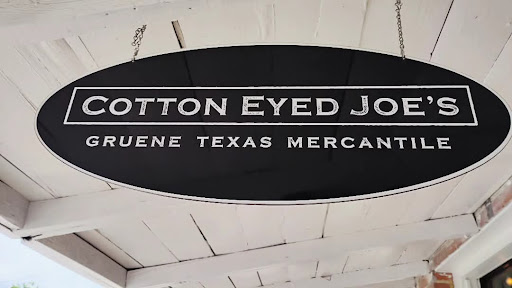 COTTON EYED JOE'S
GRUENE TEXAS MERCANTILE